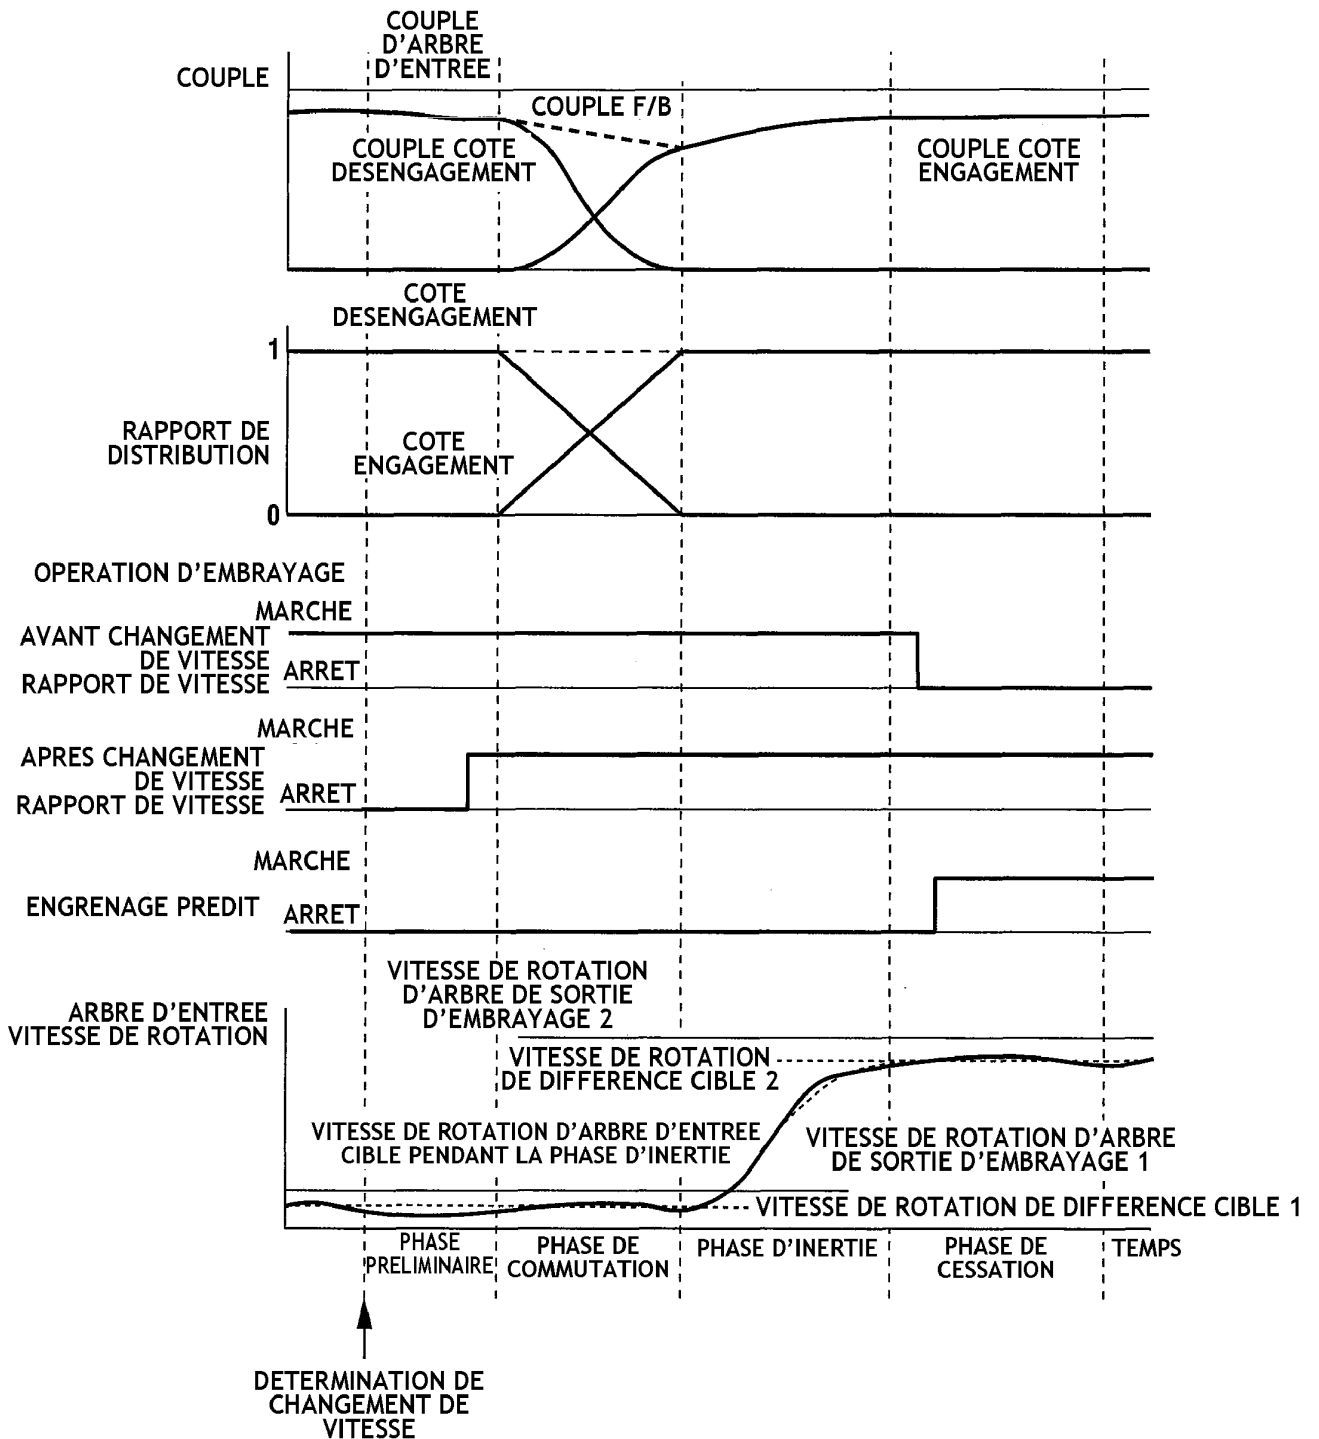 COUPLE
D'ARBRE
D'ENTREE
COUPLE
COUPLE F/B
COUPLE COTE
DESENGAGEMENT
COUPLE COTE
ENGAGEMENT
COTE
DESENGAGEMENT
1
RAPPORT DE
DISTRIBUTION
COTE
ENGAGEMENT
0
OPERATION D'EMBRAYAGE
MARCHE
AVANT CHANGEMENT
DE VITESSE
RAPPORT DE VITESSE
ARRET
MARCHE
APRES CHANGEMENT
DE VITESSE
RAPPORT DE VITESSE
ARRET
MARCHE
ENGRENAGE PREDIT
ARRET
VITESSE DE ROTATION
D'ARBRE DE SORTIE
D'EMBRAYAGE 2
ARBRE D'ENTREE
VITESSE DE ROTATION
VITESSE DE ROTATION
DE DIFFERENCE CIBLE 2
VITESSE DE ROTATION D'ARBRE D'ENTREE
CIBLE PENDANT LA PHASE D'INERTIE
VITESSE DE ROTATION D'ARBRE
DE SORTIE D'EMBRAYAGE 1
VITESSE DE ROTATION DE DIFFERENCE CIBLE 1
PHASE
PRELIMINAIRE
PHASE DE
COMMUTATION
PHASE D'INERTIE
PHASE DE
CESSATION
TEMPS
DETERMINATION DE
CHANGEMENT DE
VITESSE